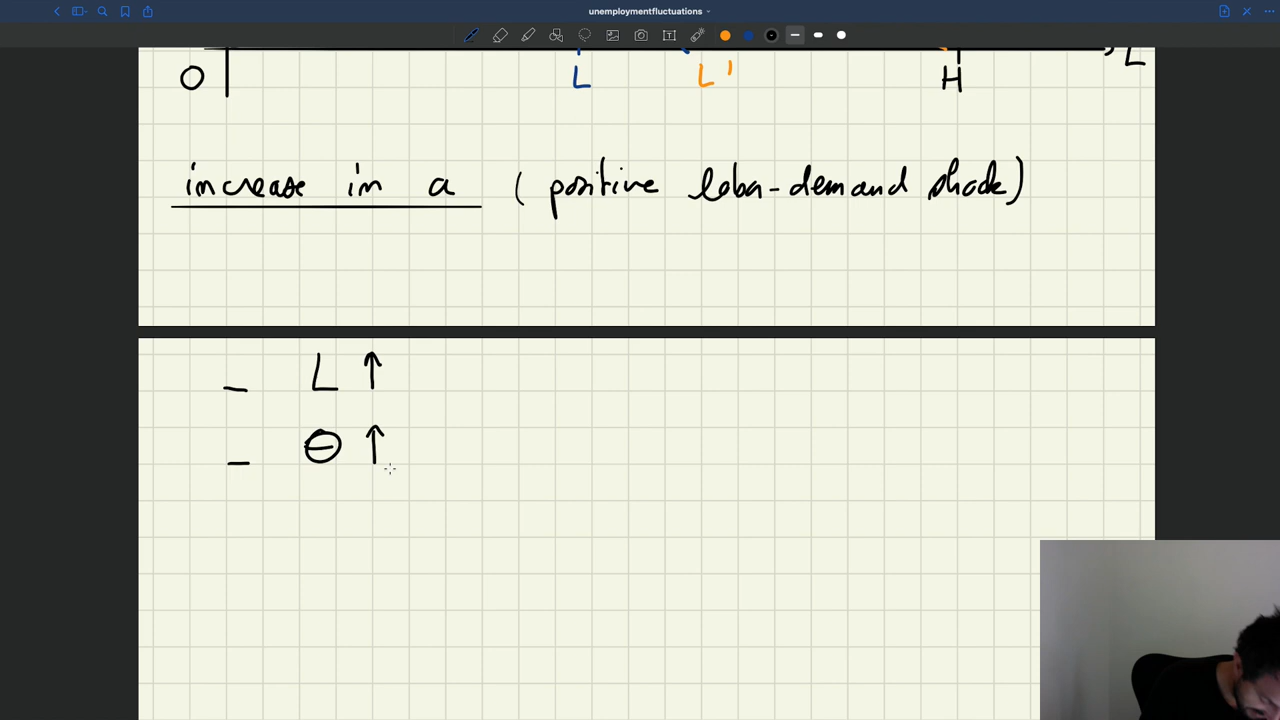 unemploymentfluctuations
L
O L L' H
increase in a (positive labor-demand shock)
– L ↑
– θ ↑